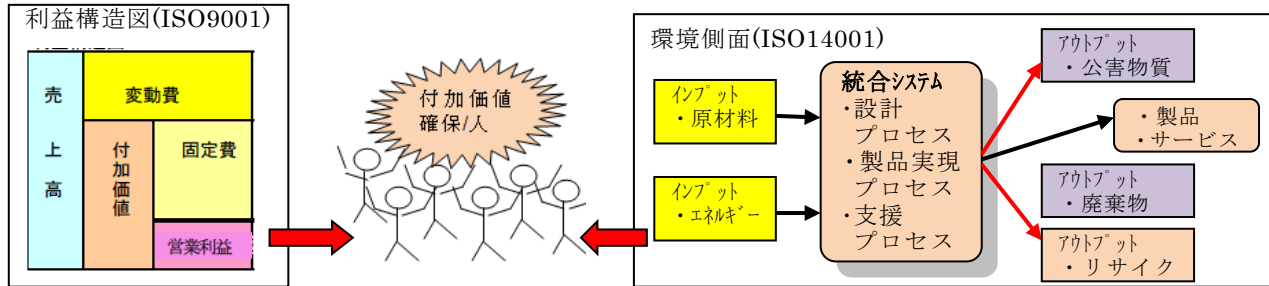 利益構造図(ISO9001)
売上高
変動費
付加価値
固定費
営業利益
付加価値
確保/人
環境側面(ISO14001)
ｲﾝﾌﾟｯﾄ
・原材料
ｲﾝﾌﾟｯﾄ
・ｴﾈﾙｷﾞｰ
統合ｼｽﾃﾑ
・設計
プロセス
・製品実現
プロセス
・支援
プロセス
ｱｳﾄﾌﾟｯﾄ
・公害物質
・製品
・サービス
ｱｳﾄﾌﾟｯﾄ
・廃棄物
ｱｳﾄﾌﾟｯﾄ
・リサイク